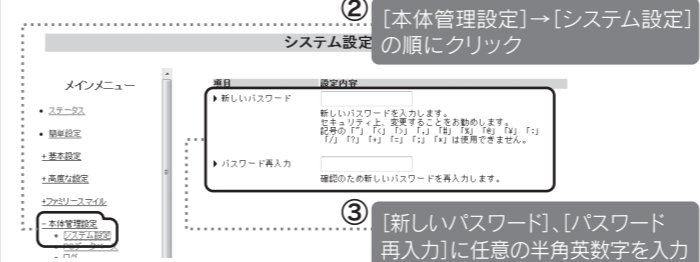 ②
[本体管理設定]→[システム設定]
の順にクリック
システム設定
メインメニュー
• ステータス
• 簡単設定
+基本設定
+高度な設定
+ファミリースマイル
-本体管理設定
• システム設定
• ログ
項目 設定内容
▶新しいパスワード
新しいパスワードを入力します。
セキュリティ上、変更することをお勧めします。
記号の「"」「<」「>」「,」「#」「%」「@」「¥」「:」
「/」「?」「+」「=」「;」「*」は使用できません。
▶パスワード再入力
確認のため新しいパスワードを再入力します。
③
[新しいパスワード]、[パスワード
再入力]に任意の半角英数字を入力